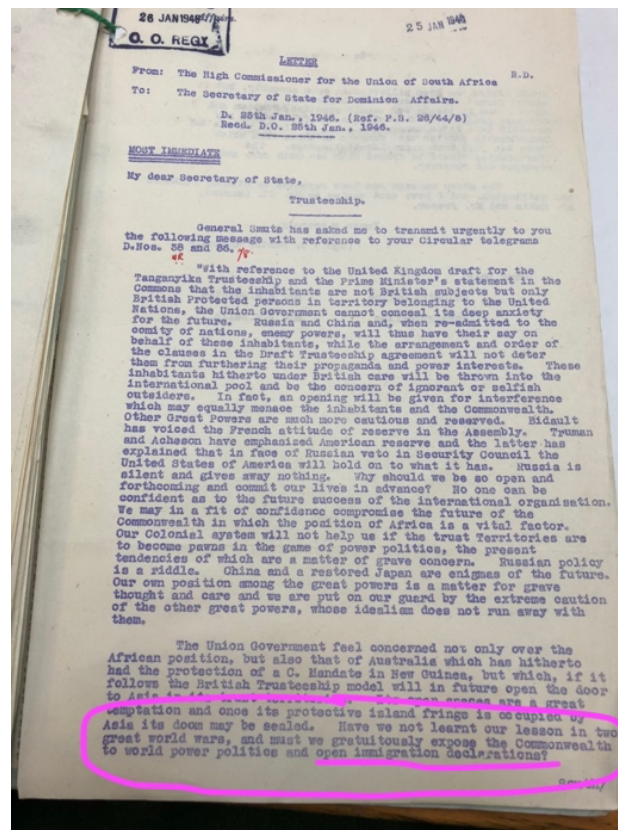 26 JAN 1946
25 JAN 1946
O. O. REGY.
LETTER
From: The High Commissioner for the Union of South Africa R.D.
To: The Secretary of State for Dominion Affairs.
D. 25th Jan., 1946. (Ref. P.S. 26/44/8)
Recd. D.O. 25th Jan., 1946.
MOST IMMEDIATE
My dear Secretary of State,
Trusteeship.
General Smuts has asked me to transmit urgently to you
the following message with reference to your Circular telegrams
D.Nos. 58 and 86.
"With reference to the United Kingdom draft for the
Tanganyika Trusteeship and the Prime Minister's statement in the
Commons that the inhabitants are not British subjects but only
British Protected persons in territory belonging to the United
Nations, the Union Government cannot conceal its deep anxiety
for the future. Russia and China and, when re-admitted to the
comity of nations, enemy powers, will thus have their say on
behalf of these inhabitants, while the arrangement and order of
the clauses in the Draft Trusteeship agreement will not deter
them from furthering their propaganda and power interests. These
inhabitants hitherto under British care will be thrown into the
international pool and be the concern of ignorant or selfish
outsiders. In fact, an opening will be given for interference
which may equally menace the inhabitants and the Commonwealth.
Other Great Powers are much more cautious and reserved. Bidault
has voiced the French attitude of reserve in the Assembly. Truman
and Acheson have emphasised American reserve and the latter has
explained that in face of Russian veto in Security Council the
United States of America will hold on to what it has. Russia is
silent and gives away nothing. Why should we be so open and
forthcoming and commit our lives in advance? No one can be
confident as to the future success of the international organisation.
We may in a fit of confidence compromise the future of the
Commonwealth in which the position of Africa is a vital factor.
Our Colonial system will not help us if the trust Territories are
to become pawns in the game of power politics, the present
tendencies of which are a matter of grave concern. Russian policy
is a riddle. China and a restored Japan are enigmas of the future.
Our own position among the great powers is a matter for grave
thought and care and we are put on our guard by the extreme caution
of the other great powers, whose idealism does not run away with
them.
The Union Government feel concerned not only over the
African position, but also that of Australia which has hitherto
had the protection of a C. Mandate in New Guinea, but which, if it
follows the British Trusteeship model will in future open the door
to Asia spaces are a great
temptation and once its protective island fringe is occupied by
Asia its doom may be sealed. Have we not learnt our lesson in two
great world wars, and must we gratuitously expose the Commonwealth
to world power politics and open immigration declarations?